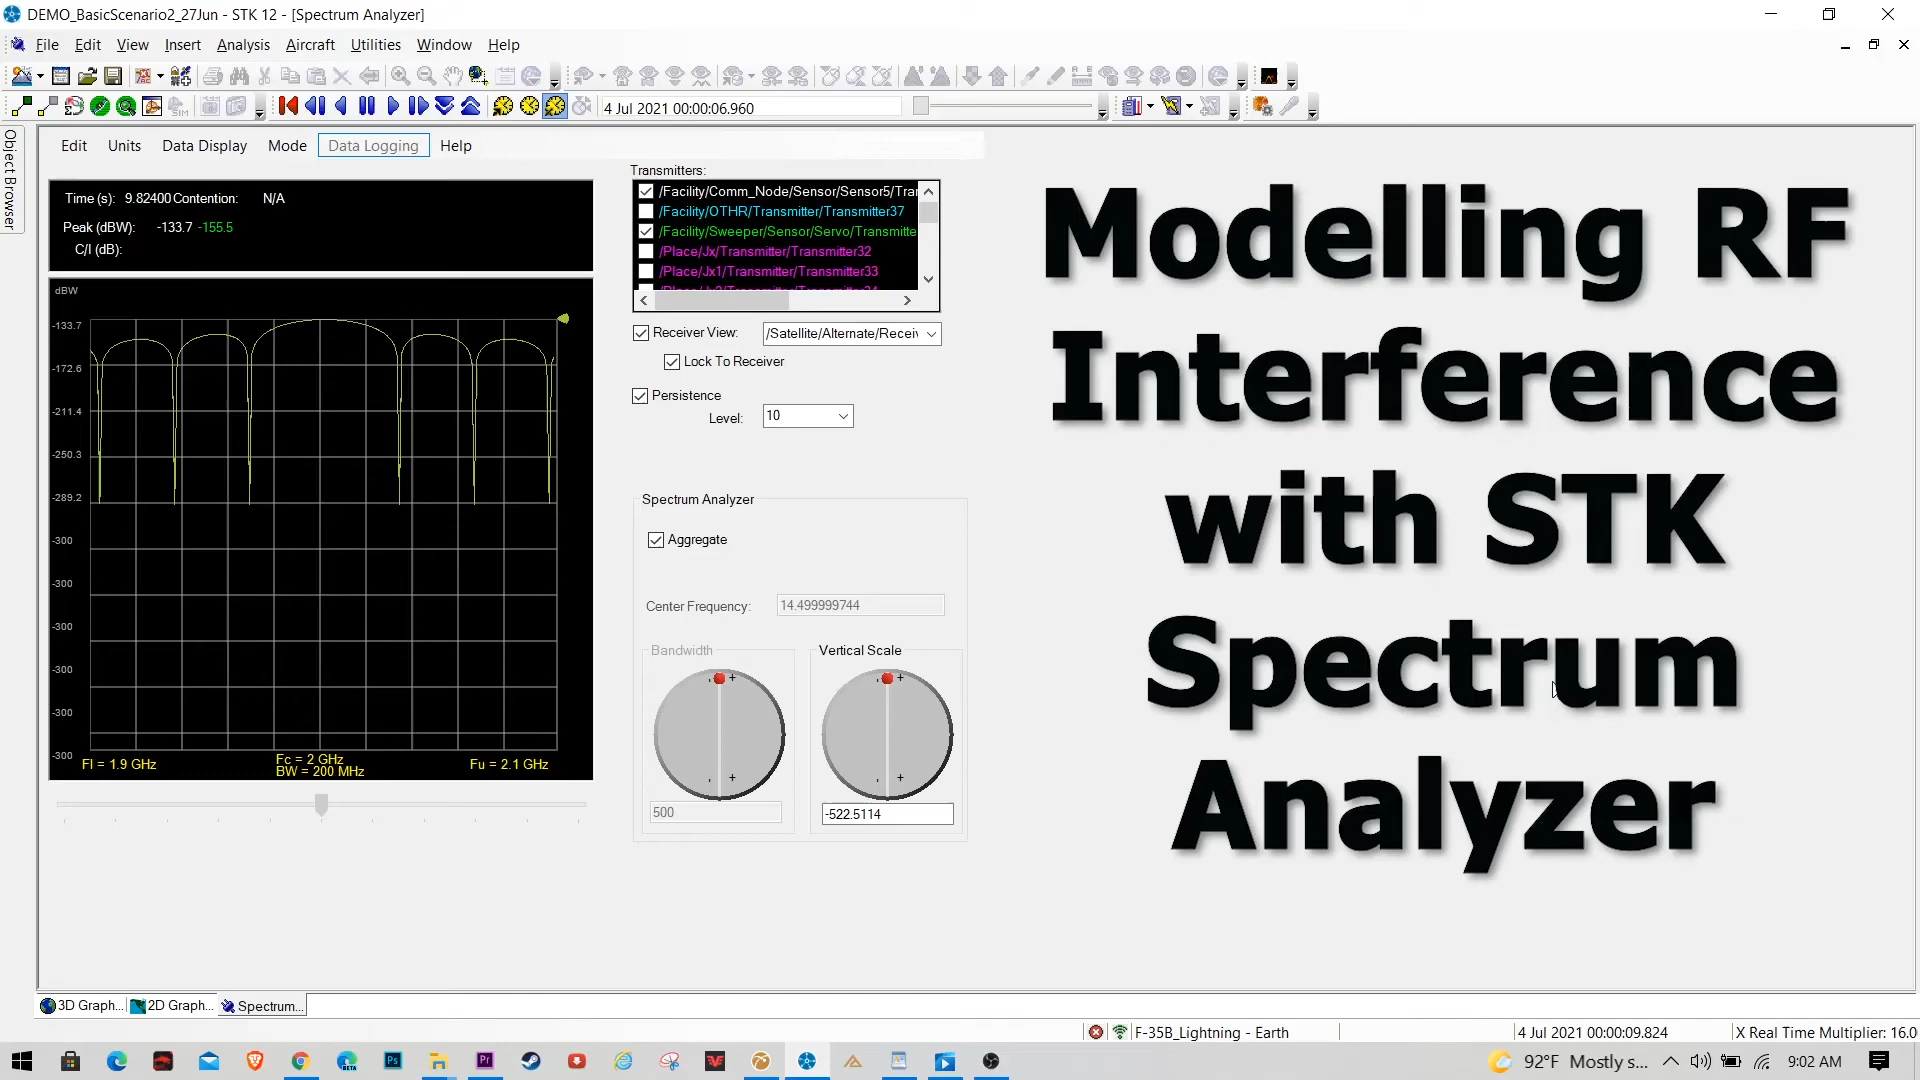 DEMO_BasicScenario2_27Jun - STK 12 - [Spectrum Analyzer]
File Edit View Insert Analysis Aircraft Utilities Window Help
4 Jul 2021 00:00:06.960
Object Browser
Edit Units Data Display Mode Data Logging Help
Time (s): 9.82400 Contention: N/A
Peak (dBW): -133.7 -155.5
C/I (dB):
dBW
-133.7
-172.6
-211.4
-250.3
-289.2
-300
-300
-300
-300
-300
-300
Fl = 1.9 GHz
Fc = 2 GHz
BW = 200 MHz
Fu = 2.1 GHz
Transmitters:
/Facility/Comm_Node/Sensor/Sensor5/Tran
/Facility/OTHR/Transmitter/Transmitter37
/Facility/Sweeper/Sensor/Servo/Transmitte
/Place/Jx/Transmitter/Transmitter32
/Place/Jx1/Transmitter/Transmitter33
Receiver View: /Satellite/Alternate/Receiv
Lock To Receiver
Persistence
Level: 10
Spectrum Analyzer
Aggregate
Center Frequency: 14.499999744
Bandwidth
- +
- +
500
Vertical Scale
- +
- +
-522.5114
Modelling RF
Interference
with STK
Spectrum
Analyzer
3D Graph... 2D Graph... Spectrum...
F-35B_Lightning - Earth 4 Jul 2021 00:00:09.824 X Real Time Multiplier: 16.0
92°F Mostly s... 9:02 AM